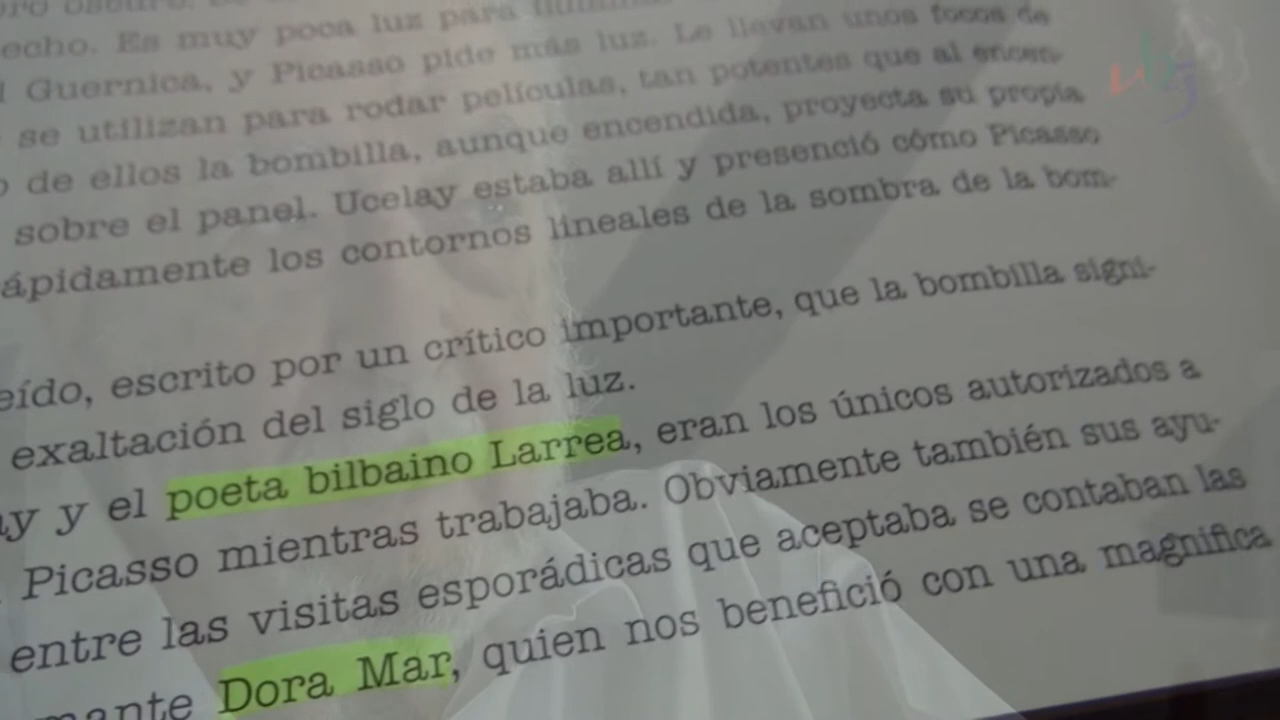 echo. Es muy poca luz para
Guernica, y Picasso pide más luz. Le llevan unos focos de
se utilizan para rodar películas, tan potentes que al encen-
de ellos la bombilla, aunque encendida, proyecta su propia
sobre el panel. Ucelay estaba allí y presenció cómo Picasso
ápidamente los contornos lineales de la sombra de la bom-
eído, escrito por un crítico importante, que la bombilla signi-
exaltación del siglo de la luz.
ay y el poeta bilbaino Larrea, eran los únicos autorizados a
Picasso mientras trabajaba. Obviamente también sus ayu-
entre las visitas esporádicas que aceptaba se contaban las
mante Dora Mar, quien nos benefició con una magnifica